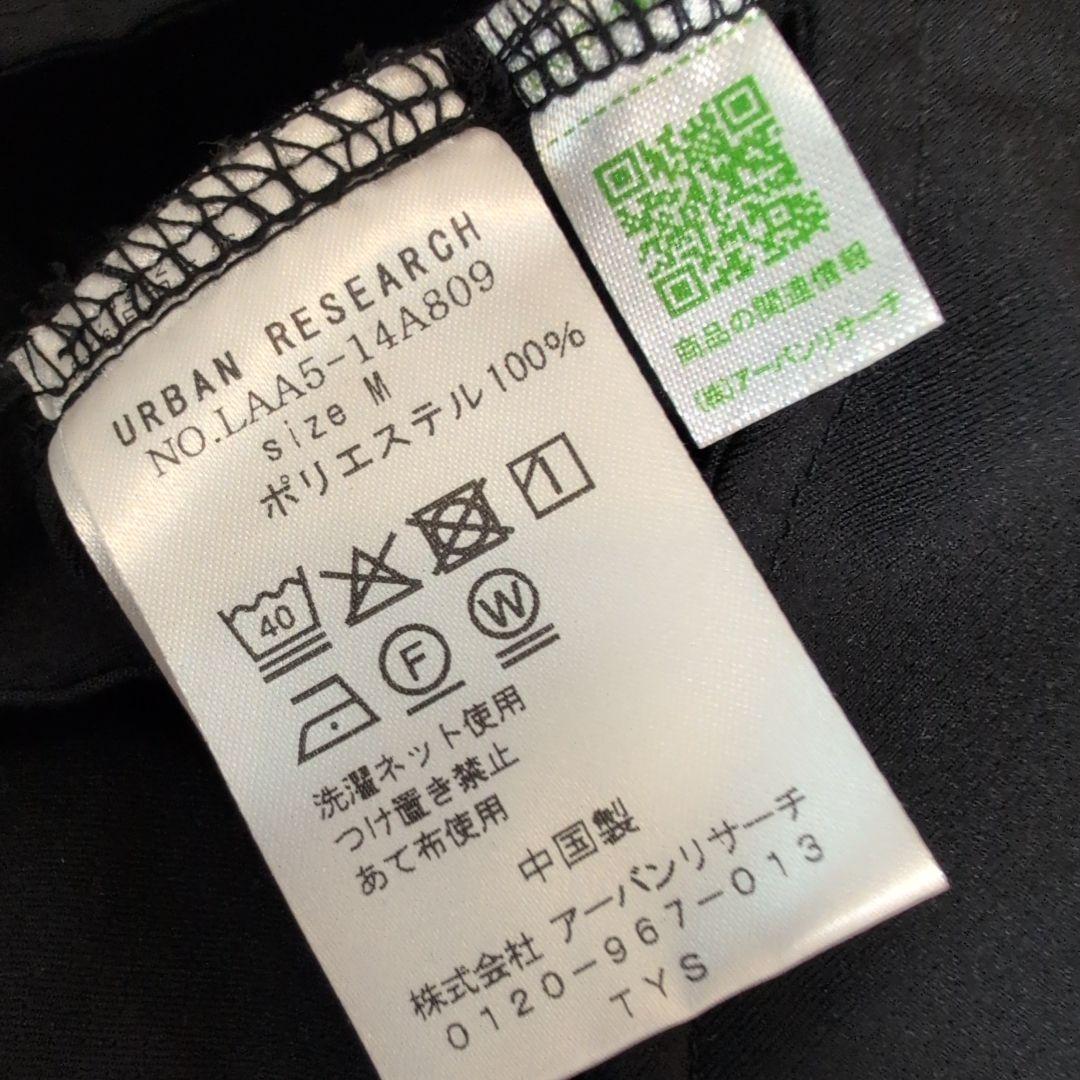 URBAN RESEARCH
NO.LAA5-14A809
size M
ポリエステル100%
40
F
W
洗濯ネット使用
つけ置き禁止
あて布使用
中国製
株式会社 アーバンリサーチ
0120-967-013
TYS
商品の関連情報
(株)アーバンリサーチ